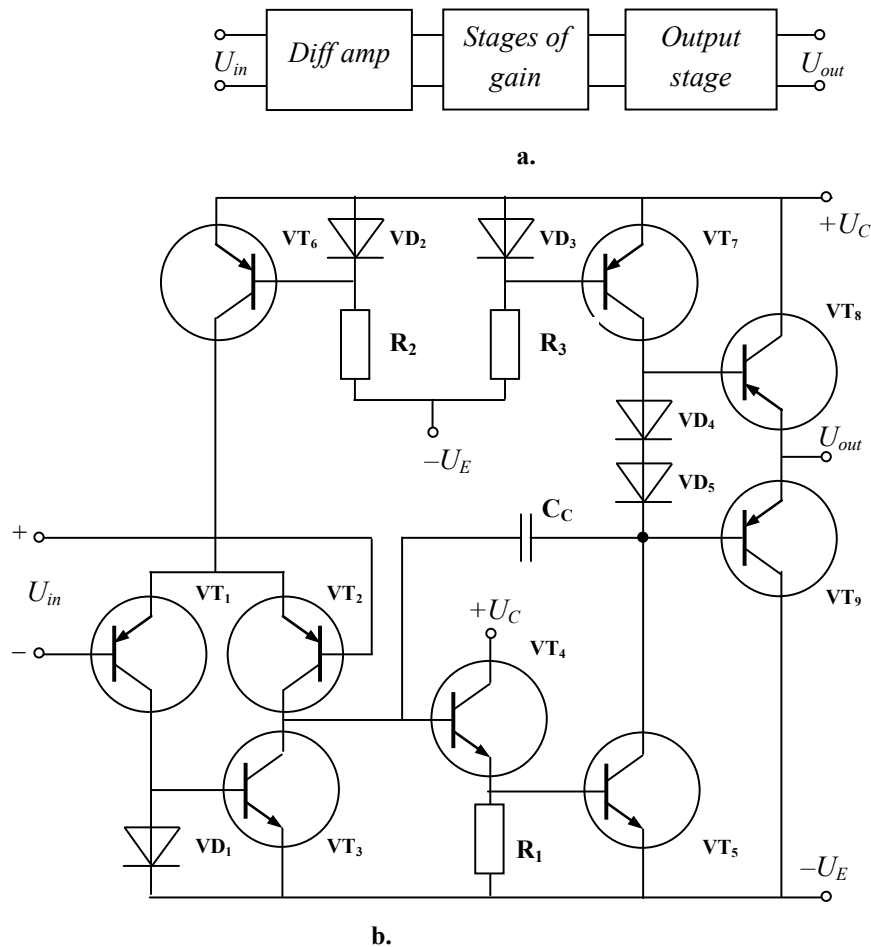 U_in
Diff amp
Stages of gain
Output stage
U_out
a.
+U_C
VT₆
VD₂
VD₃
VT₇
VT₈
R₂
R₃
VD₄
U_out
–U_E
VD₅
C_C
+
U_in
VT₁
VT₂
VT₉
+U_C
–
VT₄
VD₁
VT₃
R₁
VT₅
–U_E
b.